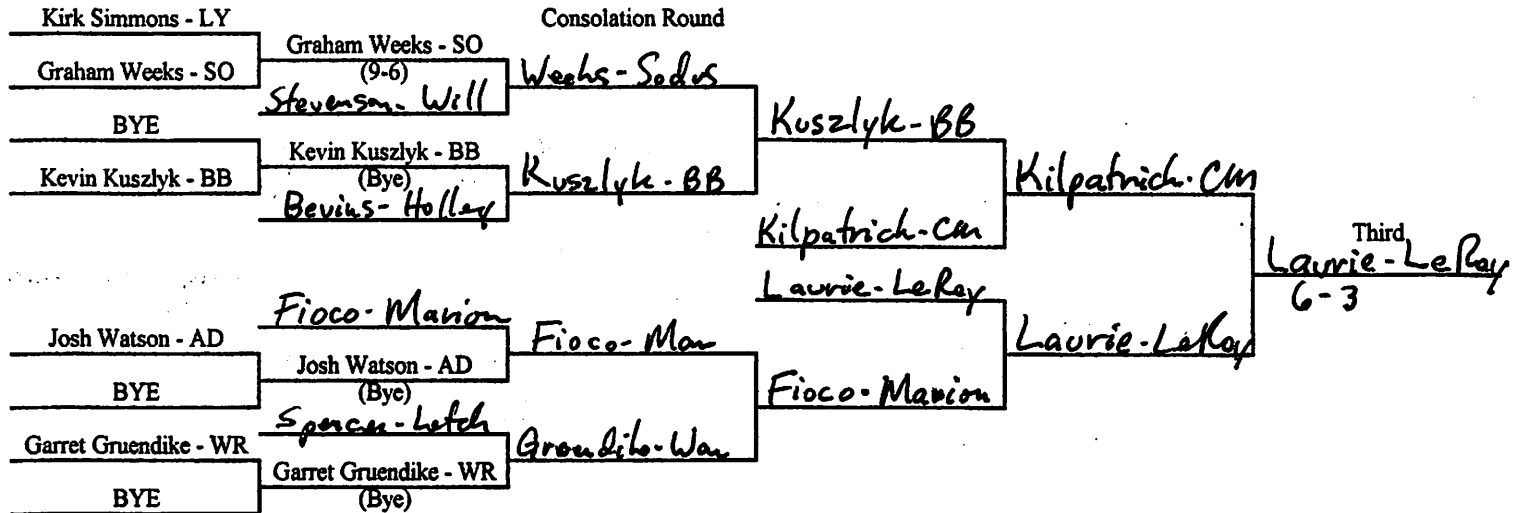 Kirk Simmons - LY
Consolation Round
Graham Weeks - SO
(9-6)
Graham Weeks - SO
Weeks-Sodus
Stevenson-Will
BYE
Kuszlyk-BB
Kevin Kuszlyk - BB
(Bye)
Kevin Kuszlyk - BB
Kuszlyk-BB
Kilpatrick-CM
Bevins-Holley
Kilpatrick-CM
Third
Laurie-LeRoy
6-3
Laurie-LeRoy
Fioco-Marion
Josh Watson - AD
Fioco-Mar
Laurie-LeRoy
Josh Watson - AD
(Bye)
BYE
Fioco-Marion
Spencer-Letch
Garret Gruendike - WR
Grundike-War
Garret Gruendike - WR
(Bye)
BYE